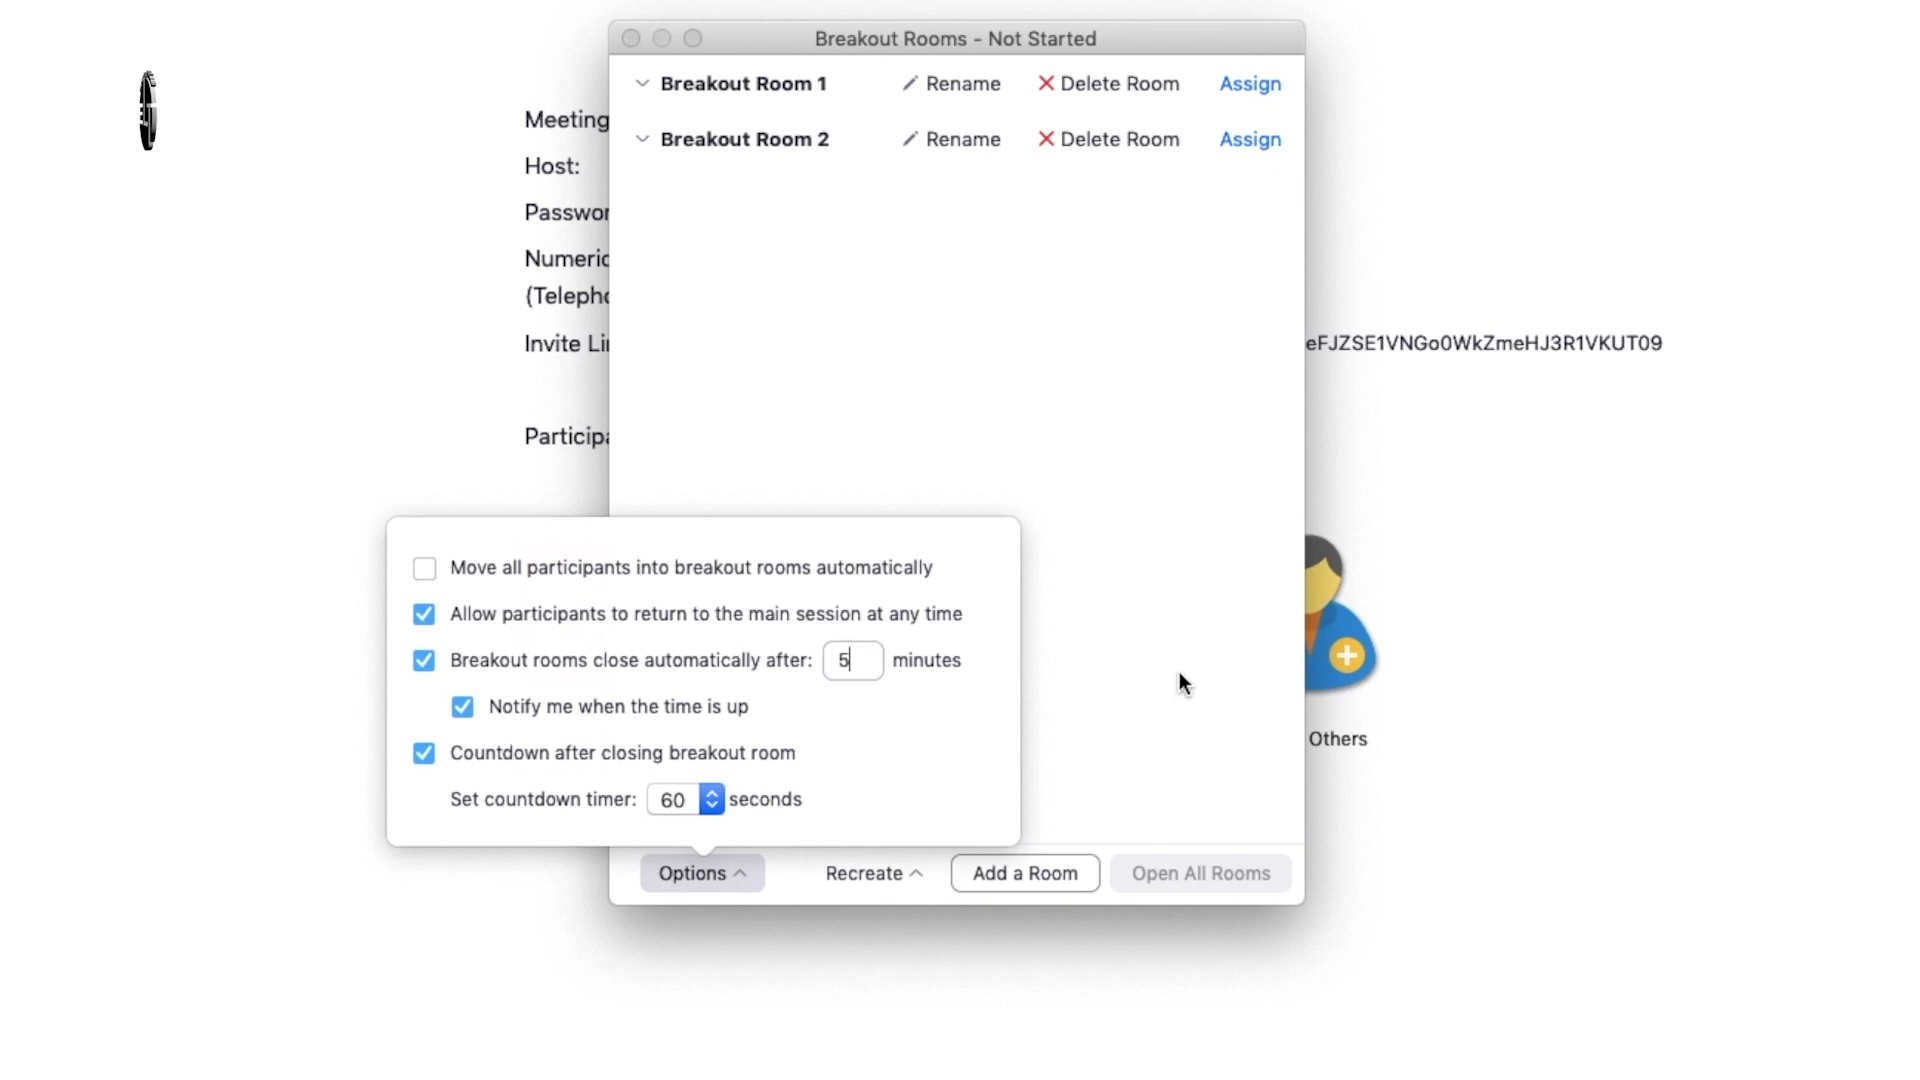 Breakout Rooms - Not Started
Breakout Room 1 Rename Delete Room Assign
Breakout Room 2 Rename Delete Room Assign
Meeting
Host:
Passwor
Numeric
(Telepho
Invite Li
eFJZSE1VNGo0WkZmeHJ3R1VKUT09
Particip
Move all participants into breakout rooms automatically
Allow participants to return to the main session at any time
Breakout rooms close automatically after: 5 minutes
Notify me when the time is up
Countdown after closing breakout room
Set countdown timer: 60 seconds
Others
Options Recreate Add a Room Open All Rooms